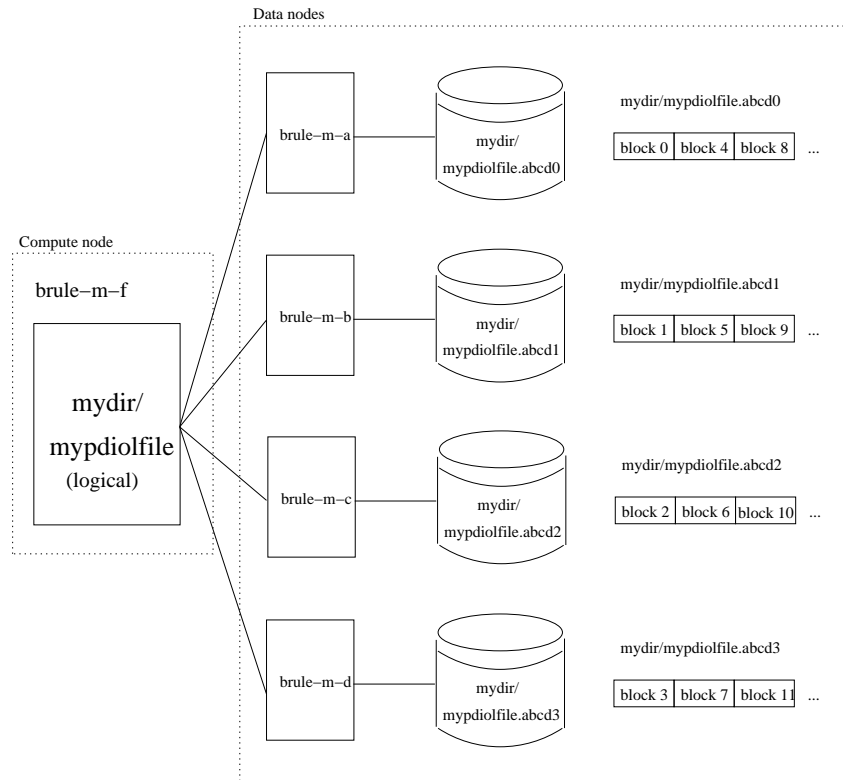 Data nodes
brule−m−a
mydir/
mypdiolfile.abcd0
mydir/mypdiolfile.abcd0
block 0 block 4 block 8 ...
Compute node
brule−m−f
mydir/
mypdiolfile
(logical)
brule−m−b
mydir/
mypdiolfile.abcd1
mydir/mypdiolfile.abcd1
block 1 block 5 block 9 ...
brule−m−c
mydir/
mypdiolfile.abcd2
mydir/mypdiolfile.abcd2
block 2 block 6 block 10 ...
brule−m−d
mydir/
mypdiolfile.abcd3
mydir/mypdiolfile.abcd3
block 3 block 7 block 11 ...